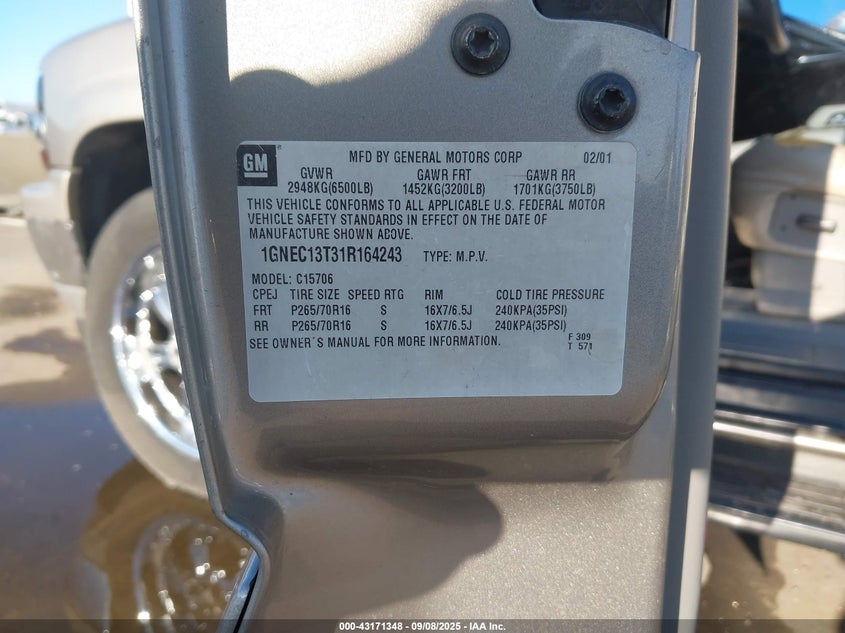 GM
MFD BY GENERAL MOTORS CORP 02/01
GVWR GAWR FRT GAWR RR
2948KG(6500LB) 1452KG(3200LB) 1701KG(3750LB)
THIS VEHICLE CONFORMS TO ALL APPLICABLE U.S. FEDERAL MOTOR
VEHICLE SAFETY STANDARDS IN EFFECT ON THE DATE OF
MANUFACTURE SHOWN ABOVE.
1GNEC13T31R164243 TYPE: M.P.V.
MODEL: C15706
CPEJ TIRE SIZE SPEED RTG RIM COLD TIRE PRESSURE
FRT P265/70R16 S 16X7/6.5J 240KPA(35PSI)
RR P265/70R16 S 16X7/6.5J 240KPA(35PSI)
SEE OWNER'S MANUAL FOR MORE INFORMATION. F 309
T 571
000-43171348 - 09/08/2025 - IAA Inc.